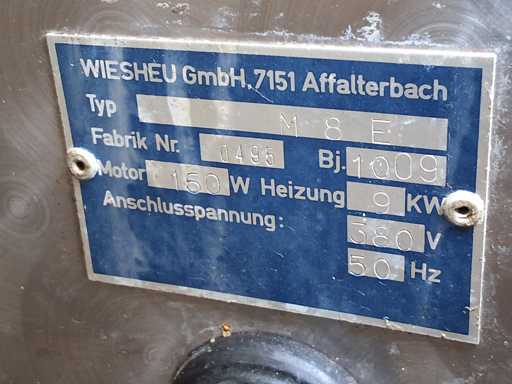 WIESHEU GmbH, 7151 Affalterbach
Typ M 8 E
Fabrik Nr. 0495 Bj. 1009
Motor 150 W Heizung 9 KW
Anschlusspannung: 380 V
50 Hz